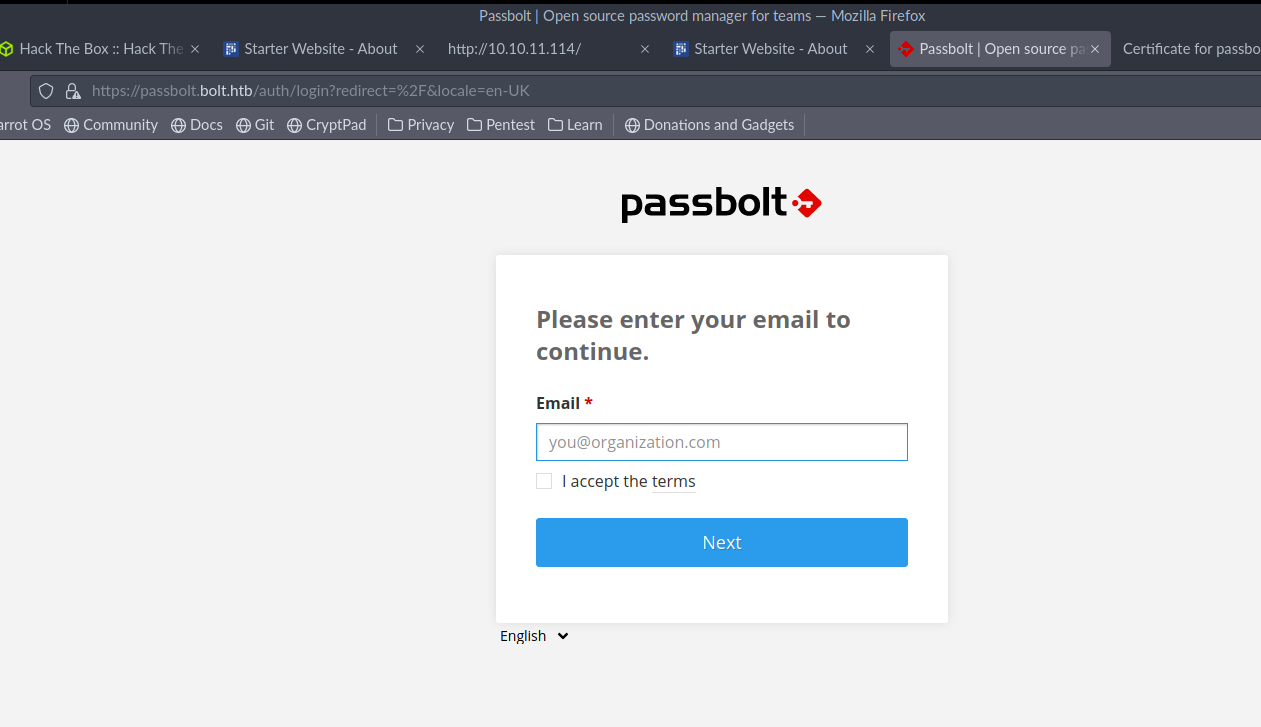 Passbolt | Open source password manager for teams — Mozilla Firefox
Hack The Box :: Hack The
Starter Website - About
http://10.10.11.114/
Starter Website - About
Passbolt | Open source pa
Certificate for passbo
https://passbolt.bolt.htb/auth/login?redirect=%2F&locale=en-UK
arrot OS Community Docs Git CryptPad Privacy Pentest Learn Donations and Gadgets
passbolt
Please enter your email to
continue.
Email *
you@organization.com
I accept the terms
Next
English